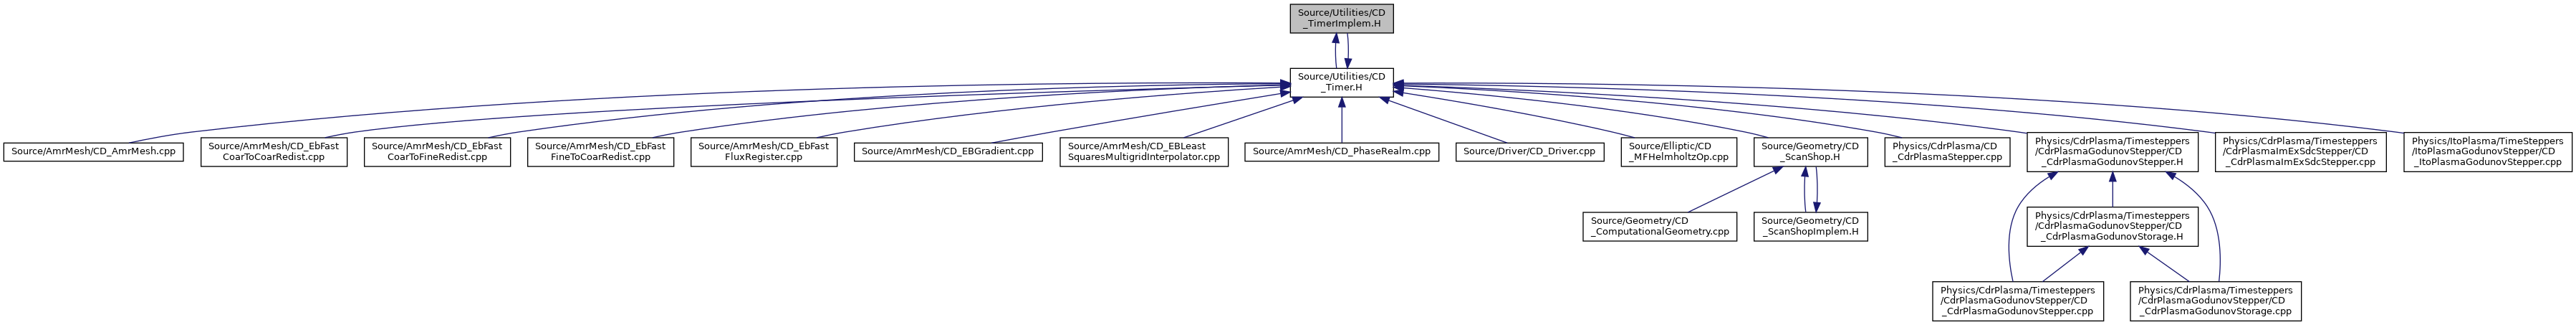 Source/Utilities/CD
_TimerImplem.H
Source/Utilities/CD
_Timer.H
Source/AmrMesh/CD_AmrMesh.cpp
Source/AmrMesh/CD_EbFast
CoarToCoarRedist.cpp
Source/AmrMesh/CD_EbFast
CoarToFineRedist.cpp
Source/AmrMesh/CD_EbFast
FineToCoarRedist.cpp
Source/AmrMesh/CD_EbFast
FluxRegister.cpp
Source/AmrMesh/CD_EBGradient.cpp
Source/AmrMesh/CD_EBLeast
SquaresMultigridInterpolator.cpp
Source/AmrMesh/CD_PhaseRealm.cpp
Source/Driver/CD_Driver.cpp
Source/Elliptic/CD
_MFHelmholtzOp.cpp
Source/Geometry/CD
_ScanShop.H
Physics/CdrPlasma/CD
_CdrPlasmaStepper.cpp
Physics/CdrPlasma/Timesteppers
/CdrPlasmaGodunovStepper/CD
_CdrPlasmaGodunovStepper.H
Physics/CdrPlasma/Timesteppers
/CdrPlasmaImExSdcStepper/CD
_CdrPlasmaImExSdcStepper.cpp
Physics/ItoPlasma/TimeSteppers
/ItoPlasmaGodunovStepper/CD
_ItoPlasmaGodunovStepper.cpp
Source/Geometry/CD
_ComputationalGeometry.cpp
Source/Geometry/CD
_ScanShopImplem.H
Physics/CdrPlasma/Timesteppers
/CdrPlasmaGodunovStepper/CD
_CdrPlasmaGodunovStorage.H
Physics/CdrPlasma/Timesteppers
/CdrPlasmaGodunovStepper/CD
_CdrPlasmaGodunovStepper.cpp
Physics/CdrPlasma/Timesteppers
/CdrPlasmaGodunovStepper/CD
_CdrPlasmaGodunovStorage.cpp